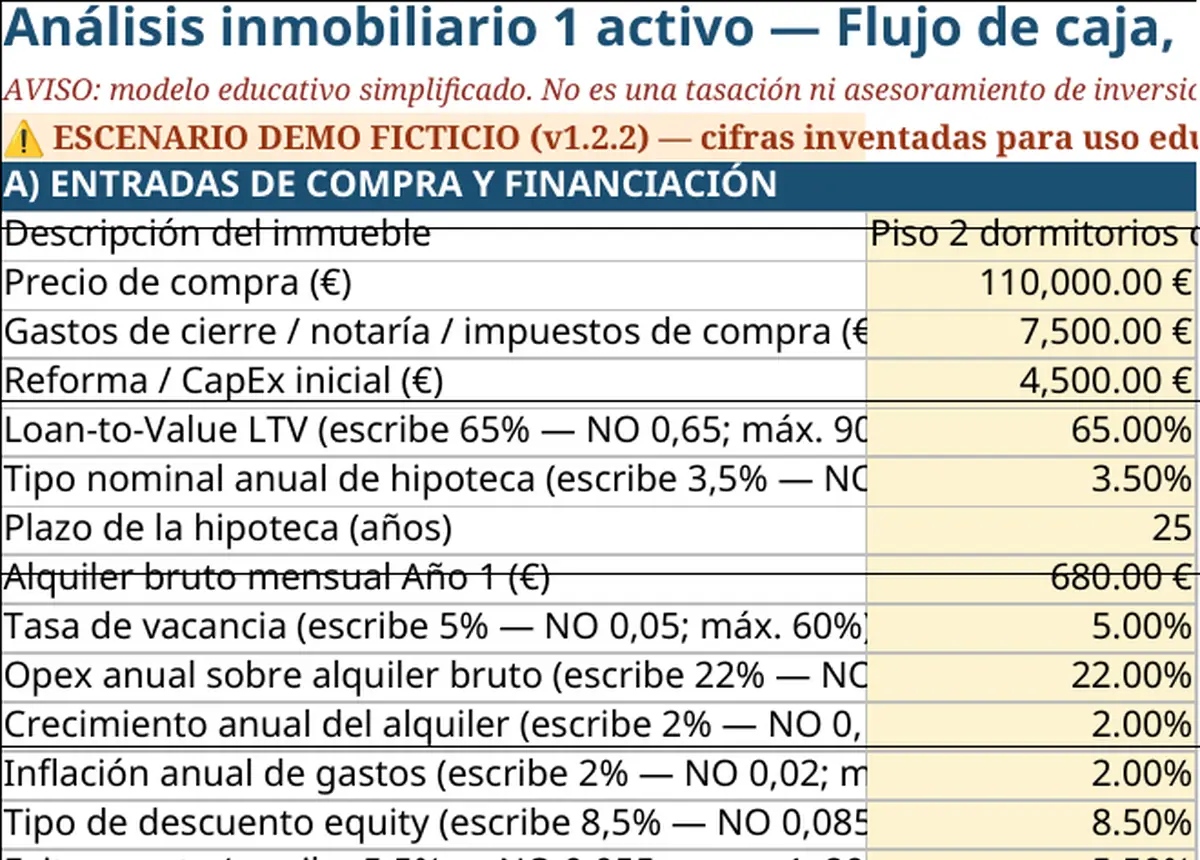 Análisis inmobiliario 1 activo — Flujo de caja,
AVISO: modelo educativo simplificado. No es una tasación ni asesoramiento de
⚠️ ESCENARIO DEMO FICTICIO (v1.2.2) — cifras inventadas para uso
A) ENTRADAS DE COMPRA Y FINANCIACIÓN
Descripción del inmueble Piso 2 dormitorios
Precio de compra (€) 110,000.00 €
Gastos de cierre / notaría / impuestos de compra (€ 7,500.00 €
Reforma / CapEx inicial (€) 4,500.00 €
Loan-to-Value LTV (escribe 65% — NO 0,65; máx. 90 65.00%
Tipo nominal anual de hipoteca (escribe 3,5% — NO 3.50%
Plazo de la hipoteca (años) 25
Alquiler bruto mensual Año 1 (€) 680.00 €
Tasa de vacancia (escribe 5% — NO 0,05; máx. 60%) 5.00%
Opex anual sobre alquiler bruto (escribe 22% — NO 22.00%
Crecimiento anual del alquiler (escribe 2% — NO 0, 2.00%
Inflación anual de gastos (escribe 2% — NO 0,02; 2.00%
Tipo de descuento equity (escribe 8,5% — NO 0,085 8.50%